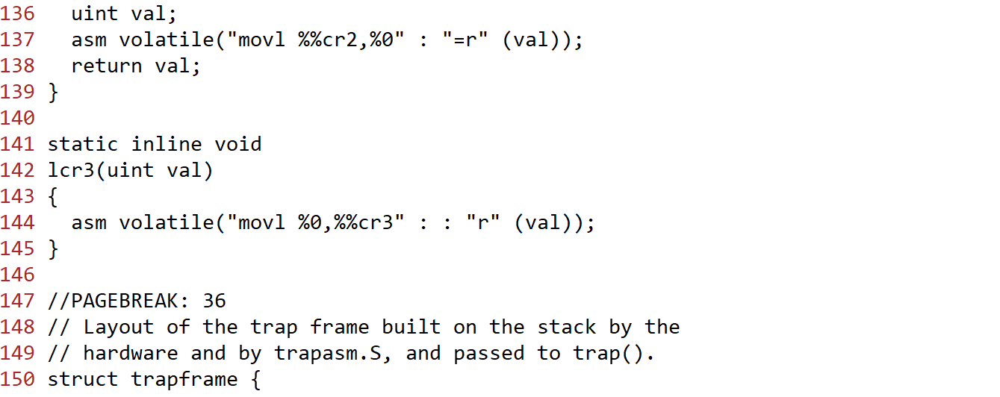 136   uint val;
137   asm volatile("movl %%cr2,%0" : "=r" (val));
138   return val;
139 }
140
141 static inline void
142 lcr3(uint val)
143 {
144   asm volatile("movl %0,%%cr3" : : "r" (val));
145 }
146
147 //PAGEBREAK: 36
148 // Layout of the trap frame built on the stack by the
149 // hardware and by trapasm.S, and passed to trap().
150 struct trapframe {